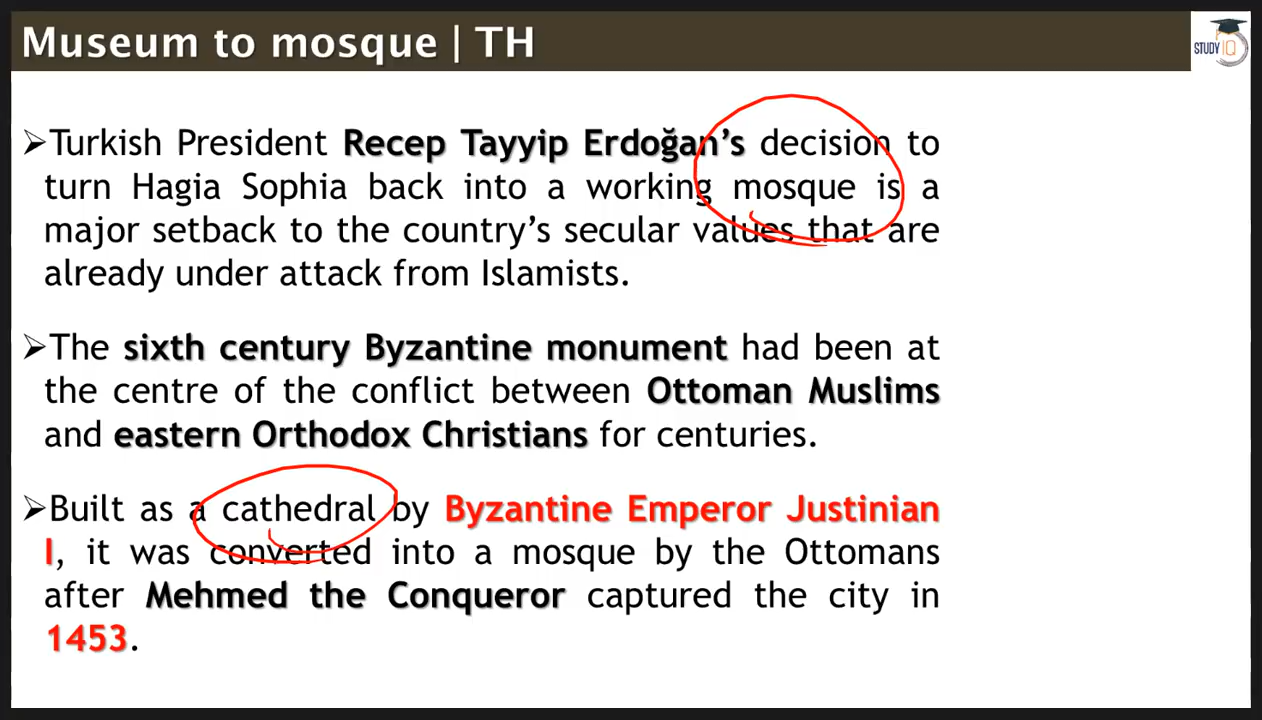 Museum to mosque | TH
STUDY IQ
➢Turkish President Recep Tayyip Erdoğan’s decision to
turn Hagia Sophia back into a working mosque is a
major setback to the country’s secular values that are
already under attack from Islamists.
➢The sixth century Byzantine monument had been at
the centre of the conflict between Ottoman Muslims
and eastern Orthodox Christians for centuries.
➢Built as a cathedral by Byzantine Emperor Justinian
I, it was converted into a mosque by the Ottomans
after Mehmed the Conqueror captured the city in
1453.